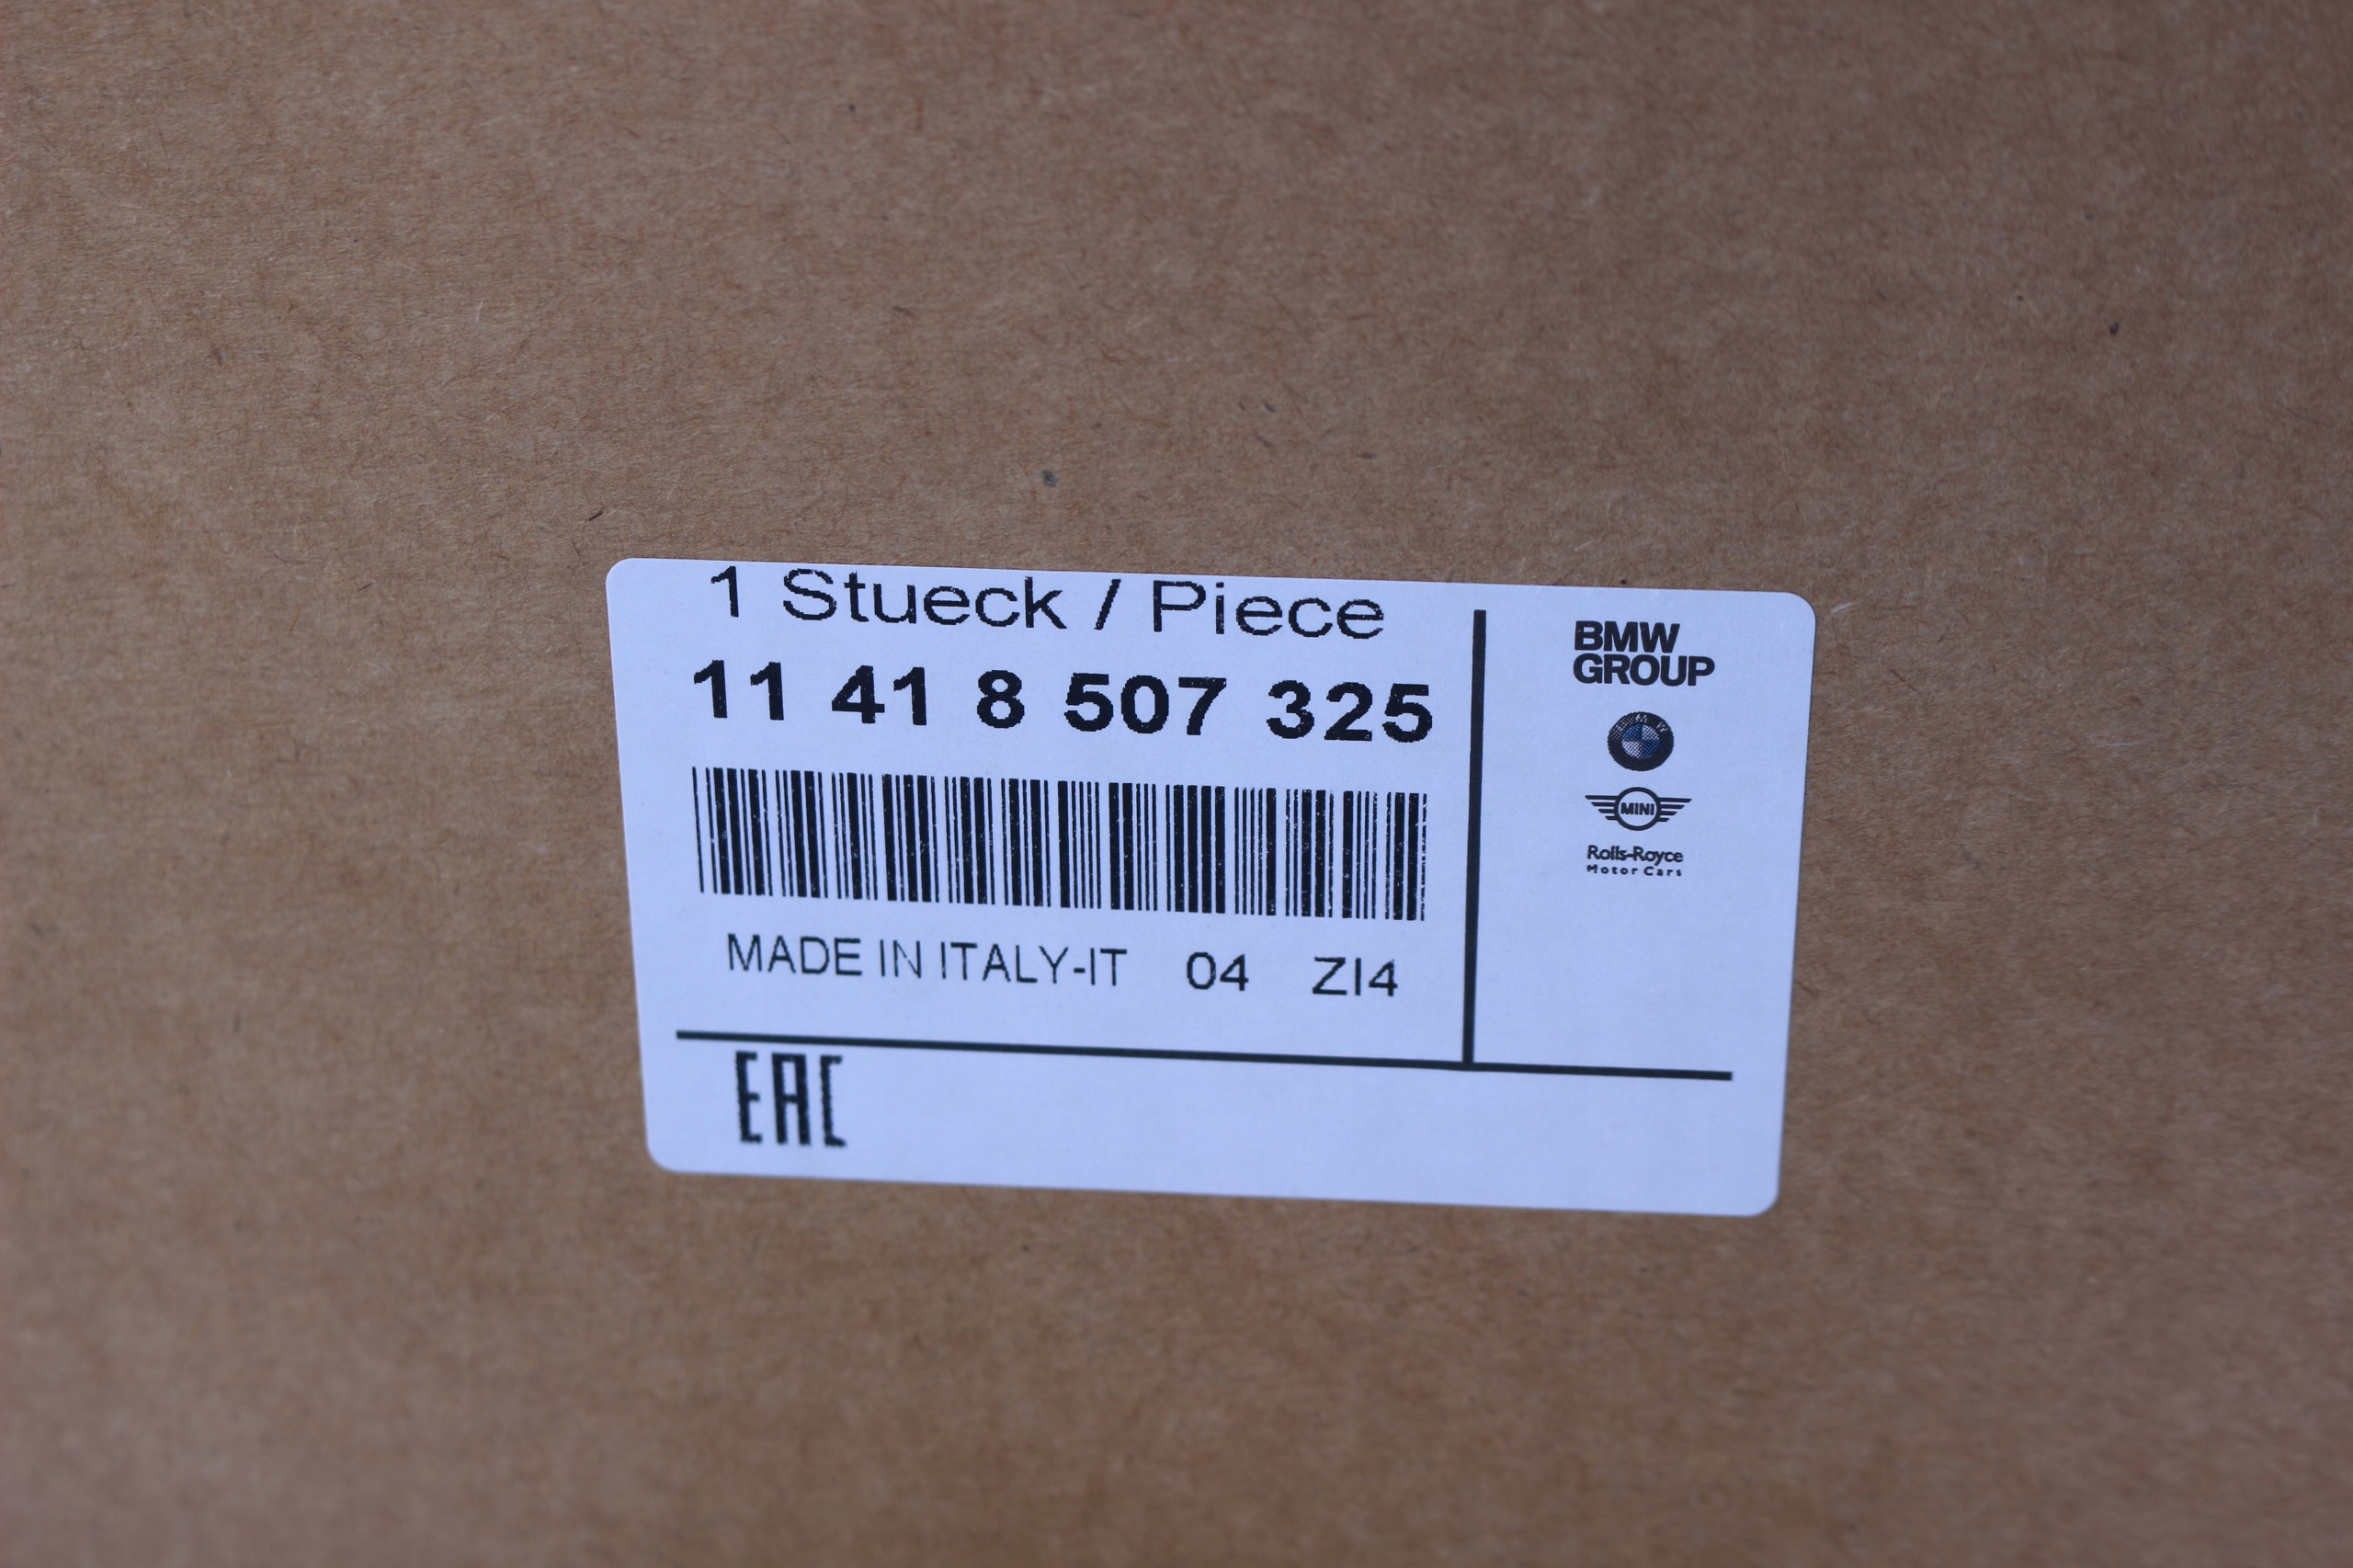 1 Stueck / Piece
11 41 8 507 325
MADE IN ITALY-IT 04 ZI4
EAC
BMW
GROUP
BMW
MINI
Rolls-Royce
Motor Cars